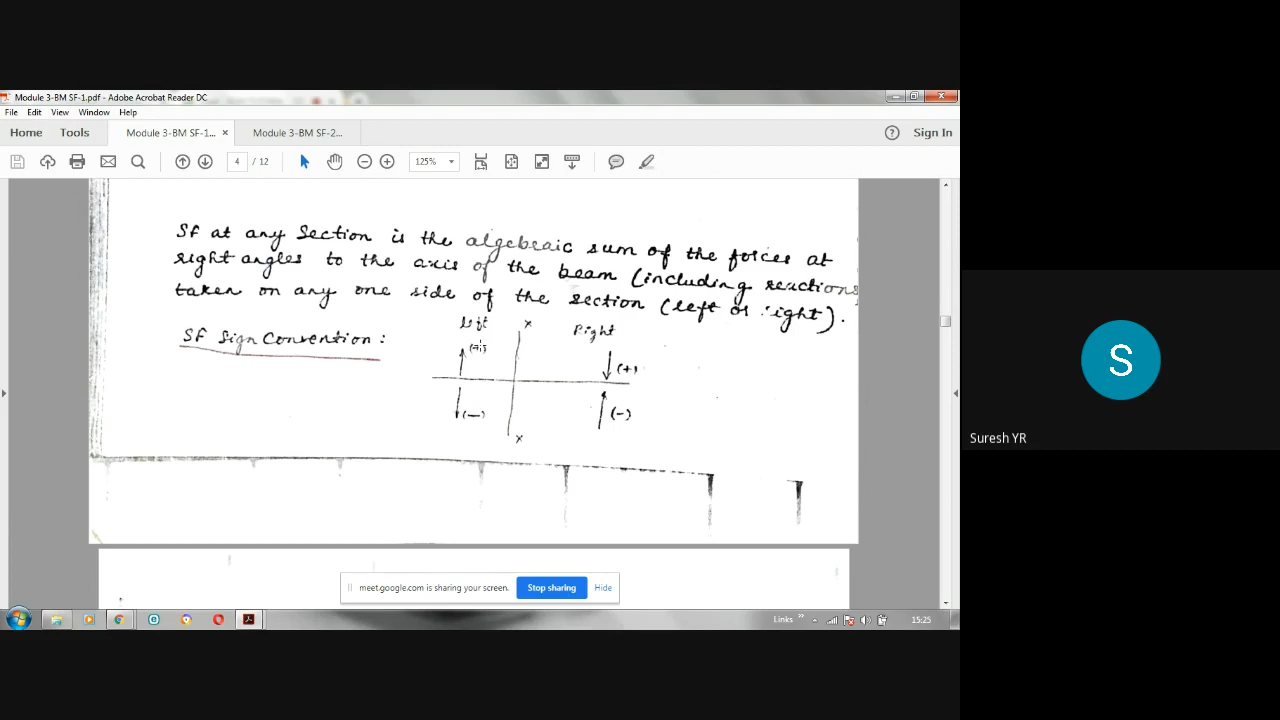 Module 3-BM SF-1.pdf - Adobe Acrobat Reader DC
File Edit View Window Help
Home Tools Module 3-BM SF-1... × Module 3-BM SF-2... Sign In
4 / 12 125%
SF at any Section is the algebraic sum of the forces at
right angles to the axis of the beam (including reactions
taken on any one side of the section (left or right).
SF Sign Convention :
Left x Right
(+)
(+)
(-) (-)
x
S
Suresh YR
meet.google.com is sharing your screen. Stop sharing Hide
Links » 15:25